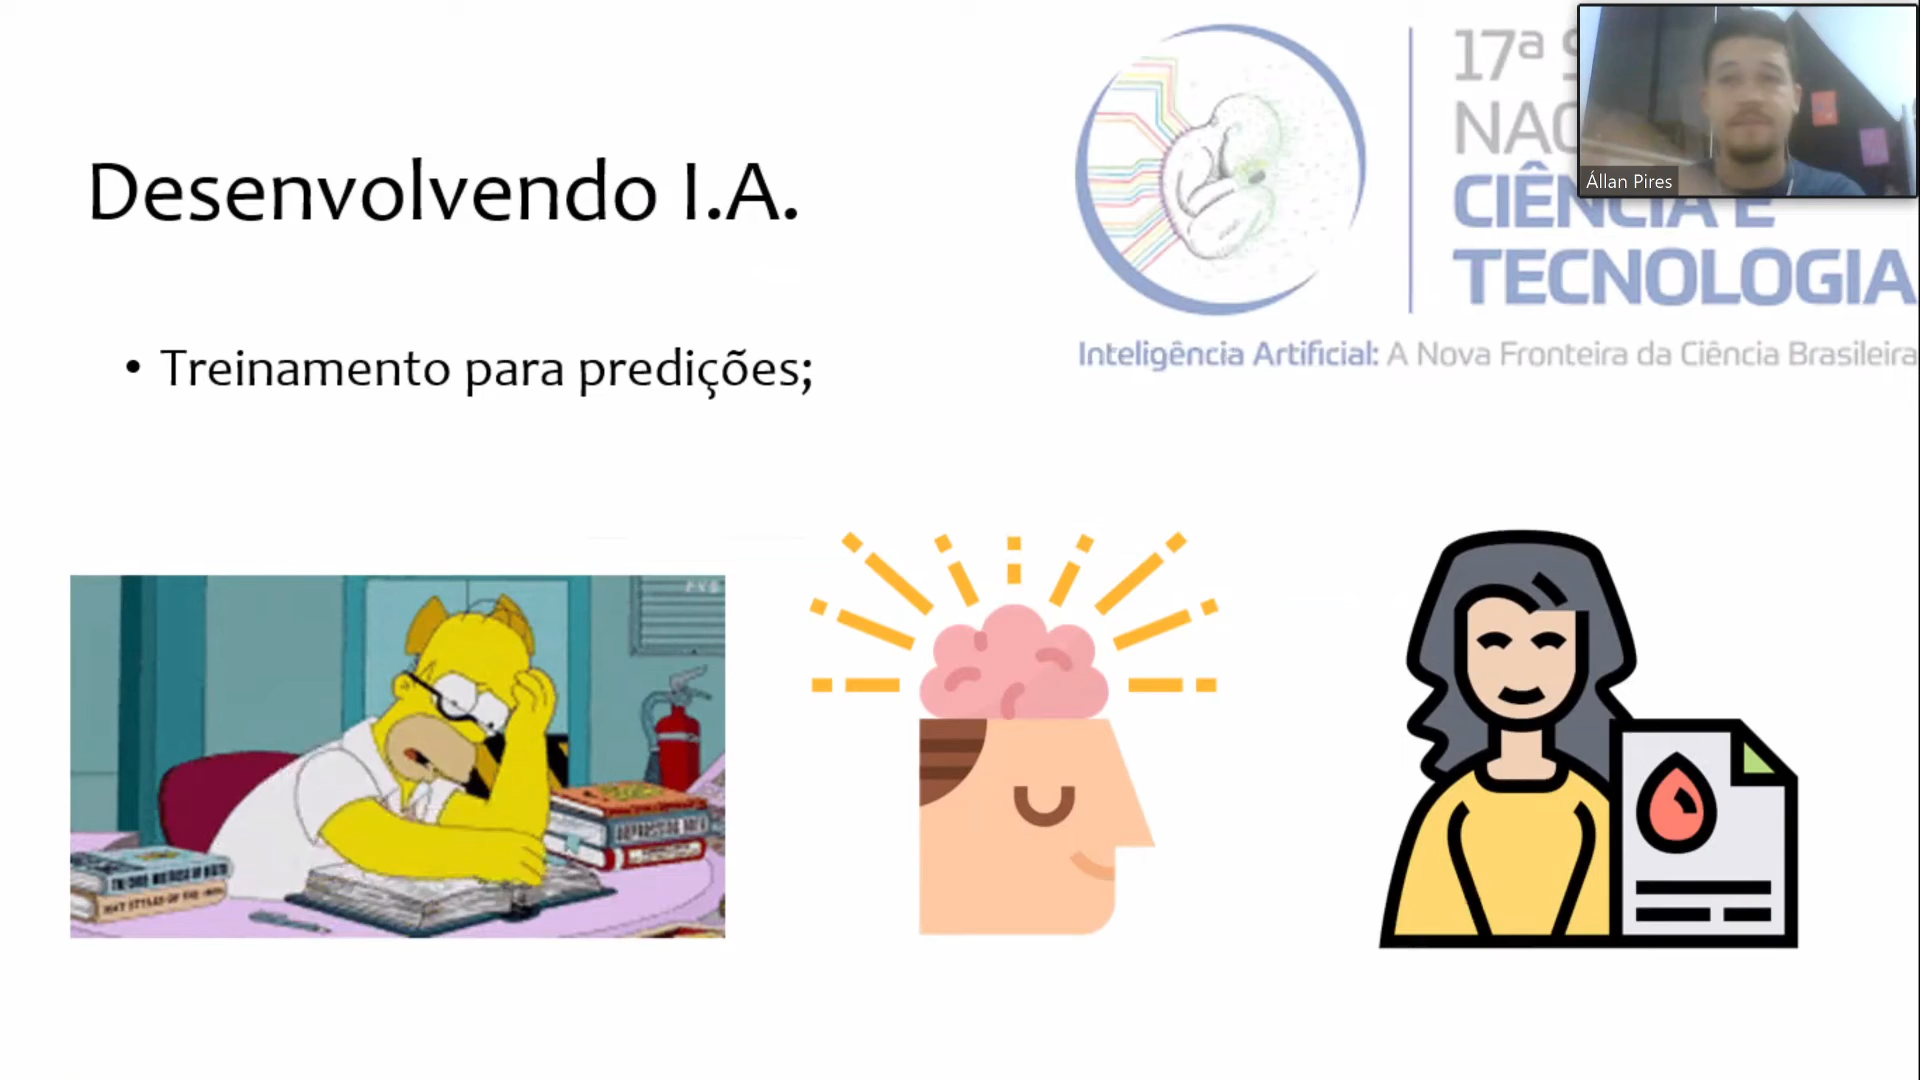 Desenvolvendo I.A.
• Treinamento para predições;
17ª S
NAC
CIÊNCIA E
TECNOLOGIA
Inteligência Artificial: A Nova Fronteira da Ciência Brasileira
Állan Pires